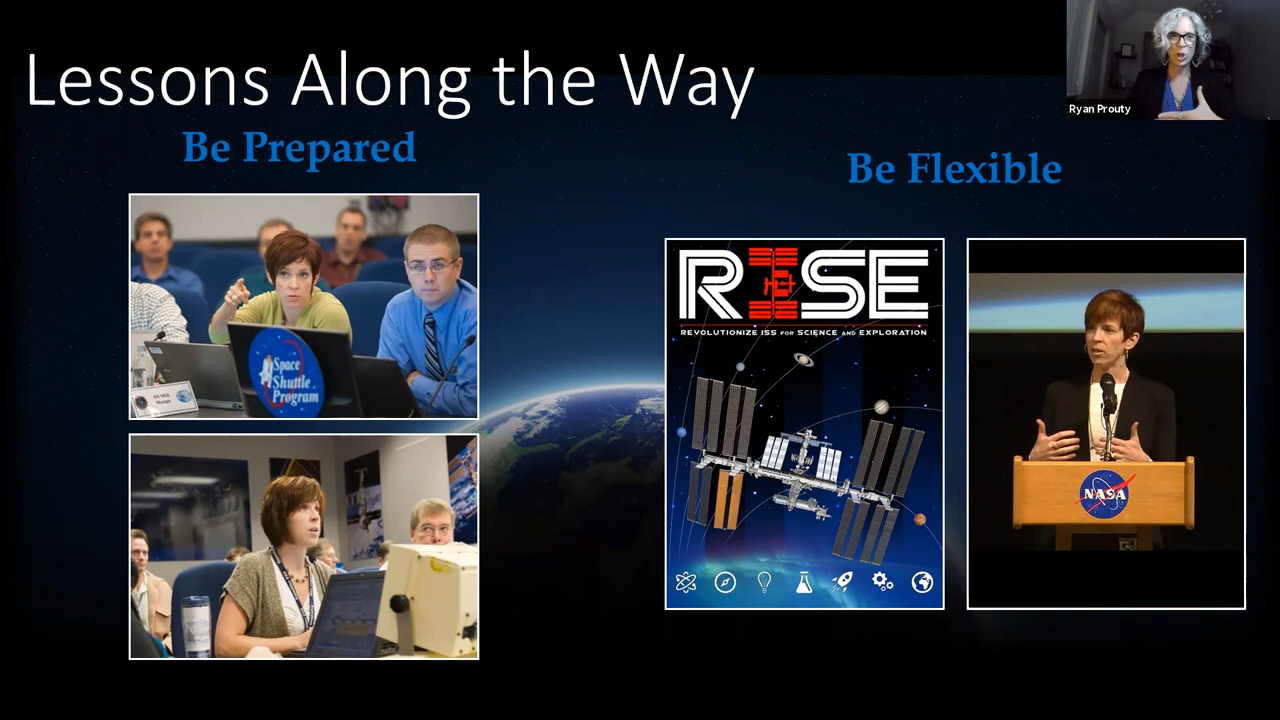 Lessons Along the Way
Ryan Prouty
Be Prepared
Be Flexible
Space
Shuttle
Program
RISE
REVOLUTIONIZE ISS FOR SCIENCE AND EXPLORATION
NASA